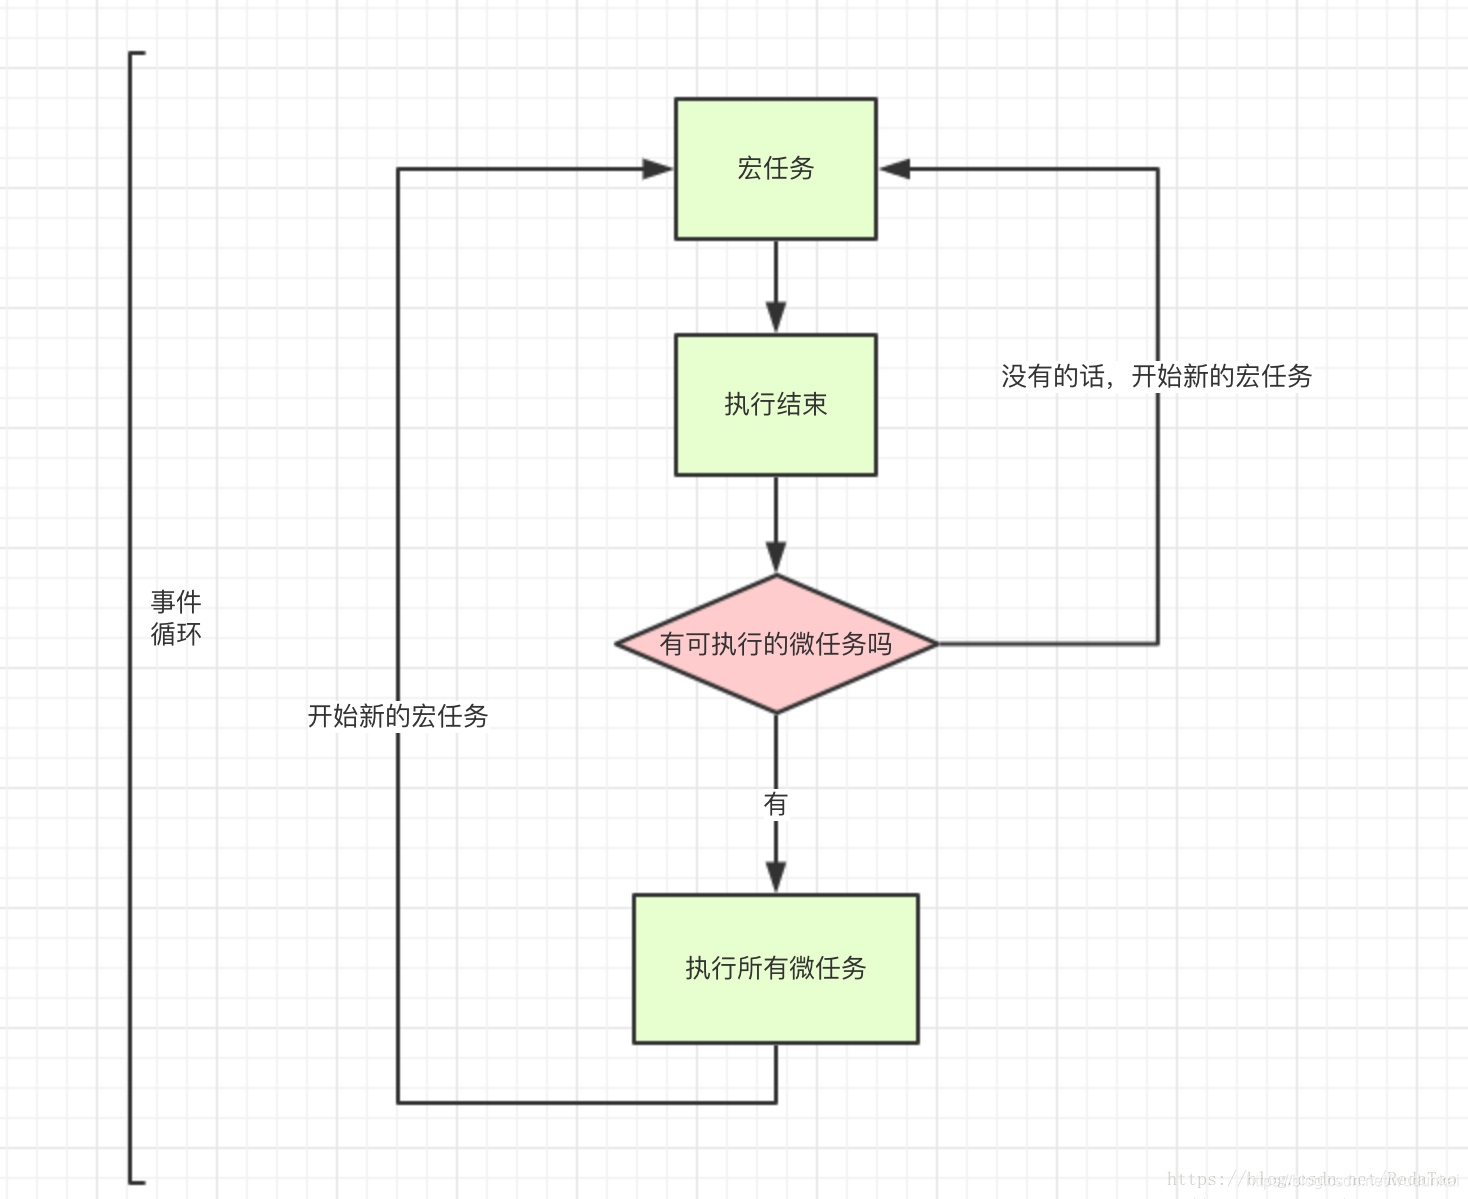 宏任务
执行结束
没有的话，开始新的宏任务
事件
循环
有可执行的微任务吗
开始新的宏任务
有
执行所有微任务